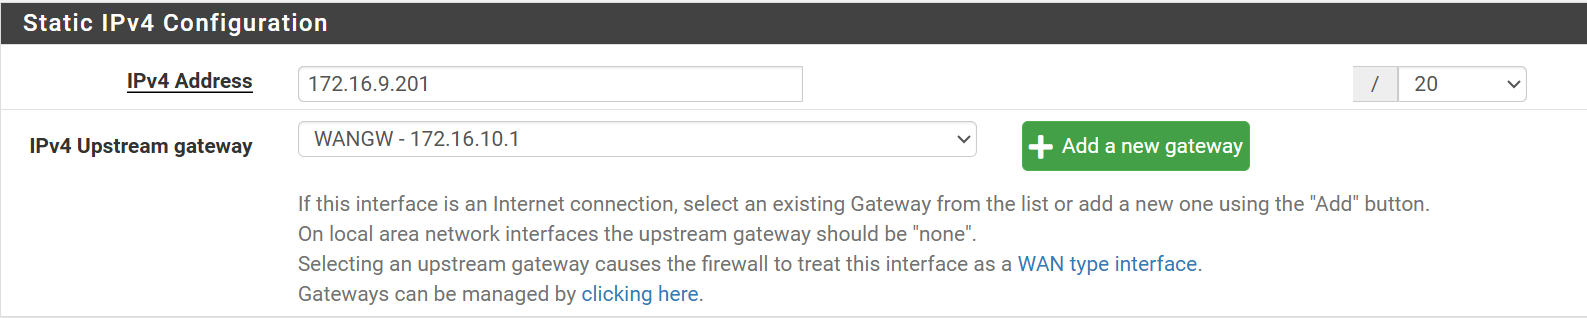 Static IPv4 Configuration
IPv4 Address 172.16.9.201 / 20
IPv4 Upstream gateway WANGW - 172.16.10.1 Add a new gateway
If this interface is an Internet connection, select an existing Gateway from the list or add a new one using the "Add" button.
On local area network interfaces the upstream gateway should be "none".
Selecting an upstream gateway causes the firewall to treat this interface as a WAN type interface.
Gateways can be managed by clicking here.